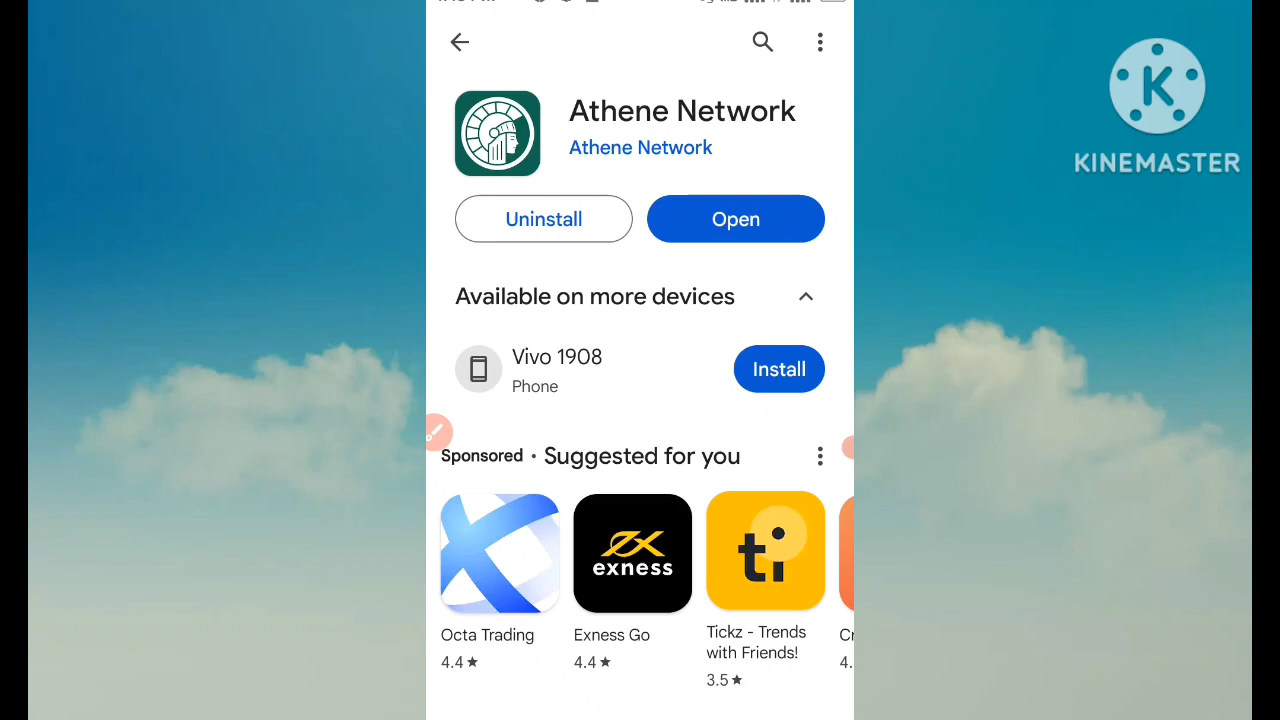 K
KINEMASTER
Athene Network
Athene Network
Uninstall
Open
Available on more devices
Vivo 1908
Phone
Install
Sponsored • Suggested for you
exness
ti
Octa Trading
4.4★
Exness Go
4.4★
Tickz - Trends
with Friends!
3.5★
4.